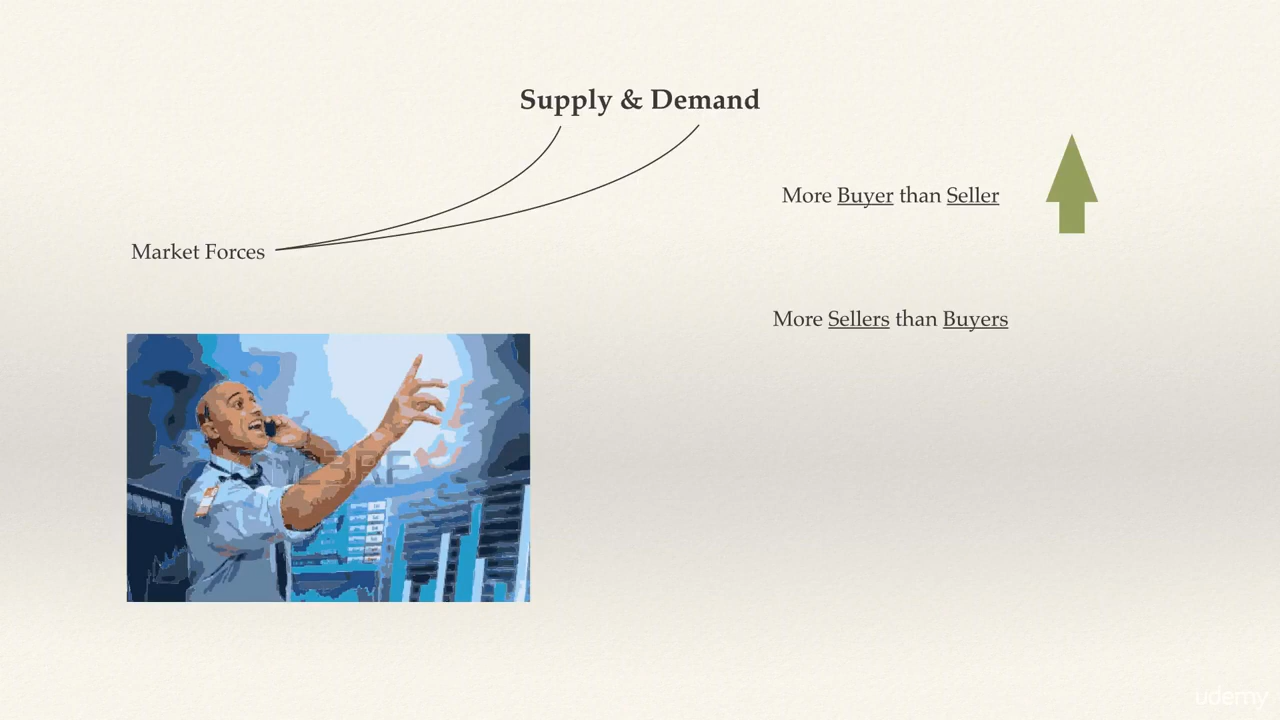 Supply & Demand
More Buyer than Seller
Market Forces
More Sellers than Buyers
udemy